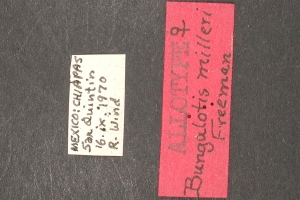 MEXICO: CHIAPAS
San Quintin
16.ix.1970
R. Wind
ALLOTYPE ♀
Bungalotis milleri
Freeman